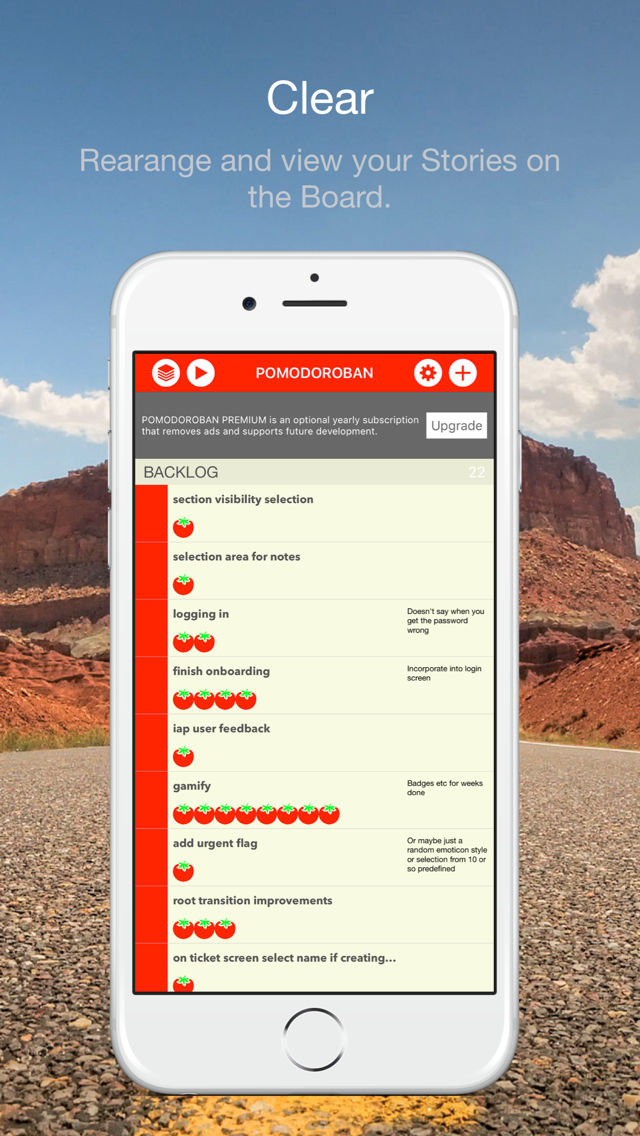 Clear
Rearange and view your Stories on
the Board.
POMODOROBAN
POMODOROBAN PREMIUM is an optional yearly subscription
that removes ads and supports future development.
Upgrade
BACKLOG
22
section visibility selection
selection area for notes
logging in
Doesn't say when you
get the password
wrong
finish onboarding
Incorporate into login
screen
iap user feedback
gamify
Badges etc for weeks
done
add urgent flag
Or maybe just a
random emoticon style
or selection from 10 or
so predefined
root transition improvements
on ticket screen select name if creating...